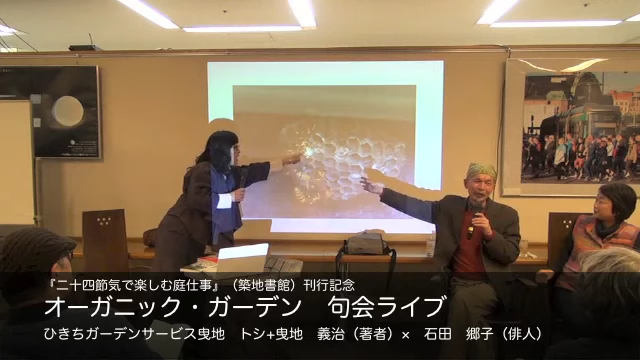 『二十四節気で楽しむ庭仕事』（築地書館）刊行記念
オーガニック・ガーデン　句会ライブ
ひきちガーデンサービス曳地　トシ+曳地　義治（著者）×　石田　郷子（俳人）